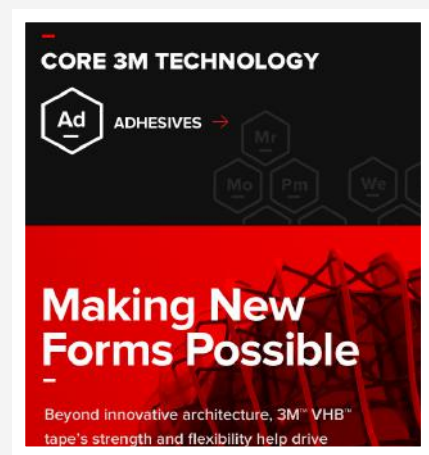 CORE 3M TECHNOLOGY
Ad
ADHESIVES →
Mr
Mo Pm We
Making New
Forms Possible
Beyond innovative architecture, 3M™ VHB™
tape's strength and flexibility help drive